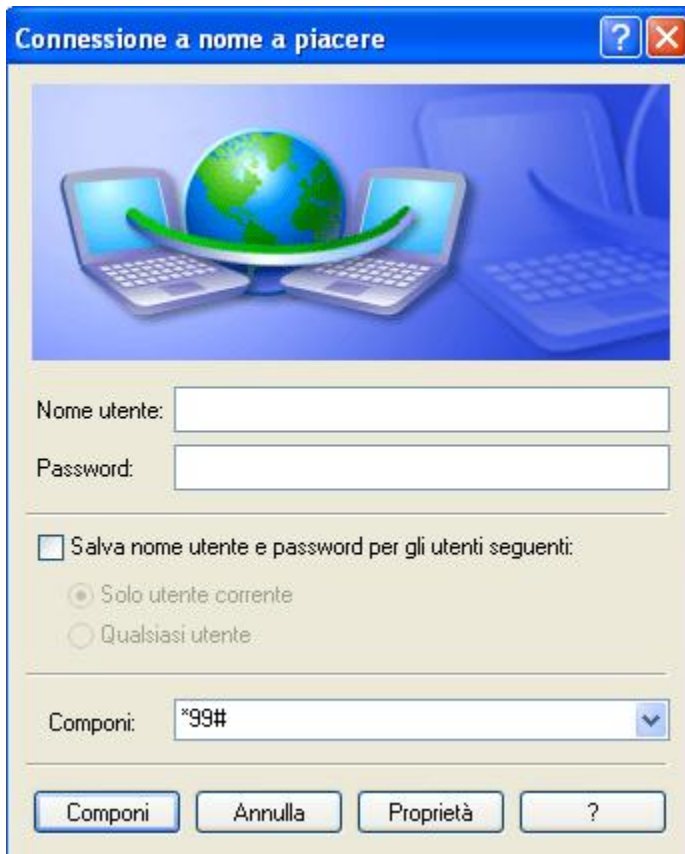 Connessione a nome a piacere
Nome utente:
Password:
Salva nome utente e password per gli utenti seguenti:
Solo utente corrente
Qualsiasi utente
Componi: *99#
Componi Annulla Proprietà ?